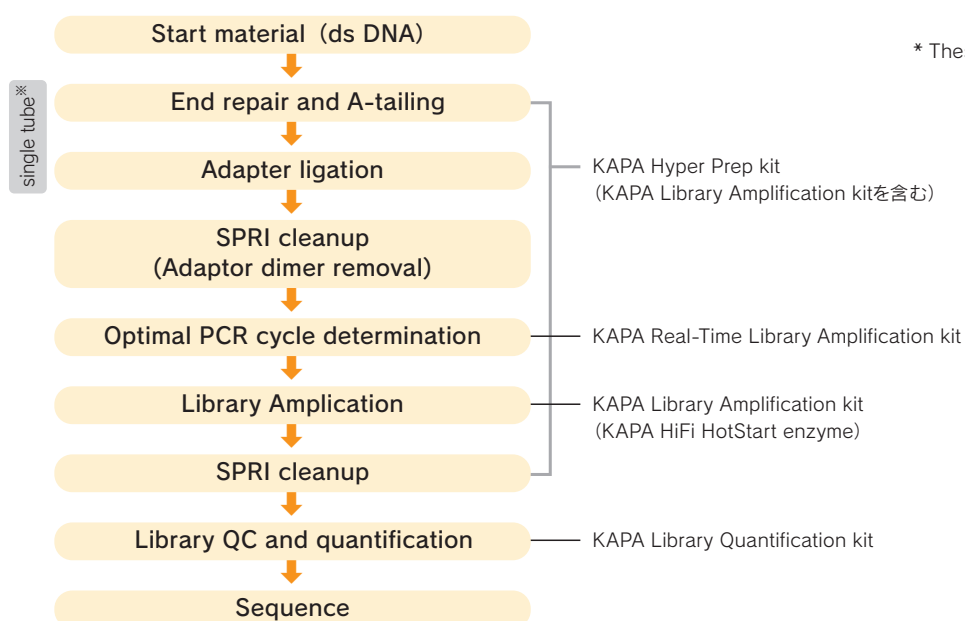 Start material（ds DNA）
* Thes
single tube※
End repair and A-tailing
Adapter ligation
KAPA Hyper Prep kit
（KAPA Library Amplification kitを含む）
SPRI cleanup
(Adaptor dimer removal)
Optimal PCR cycle determination
KAPA Real-Time Library Amplification kit
Library Amplication
KAPA Library Amplification kit
（KAPA HiFi HotStart enzyme）
SPRI cleanup
Library QC and quantification
KAPA Library Quantification kit
Sequence